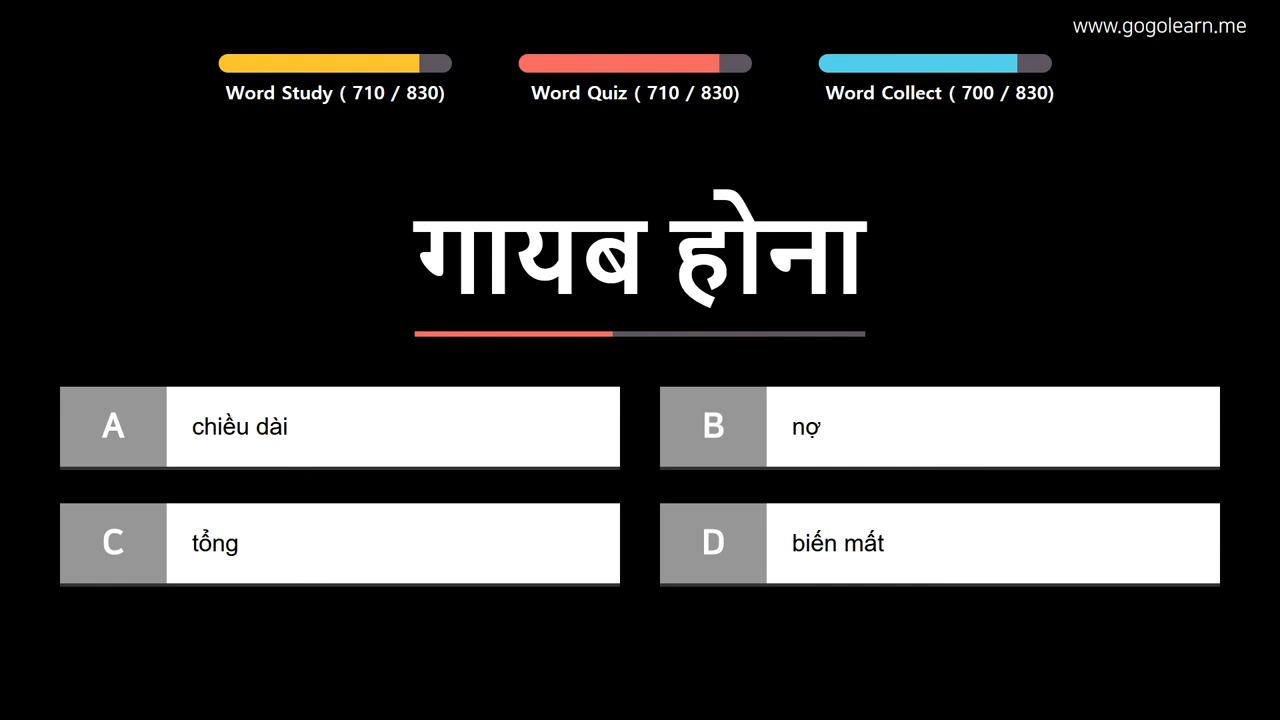 www.gogolearn.me
Word Study ( 710 / 830)
Word Quiz ( 710 / 830)
Word Collect ( 700 / 830)
गायब होना
A chiều dài
B nợ
C tổng
D biến mất